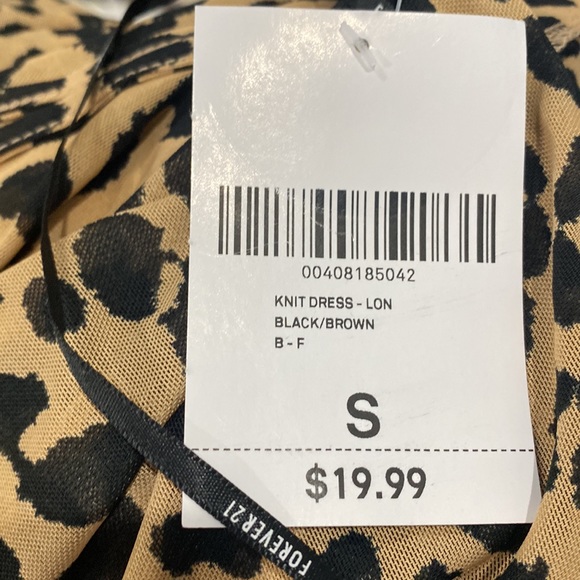 00408185042
KNIT DRESS - LON
BLACK/BROWN
B - F
S
$19.99
FOREVER 21